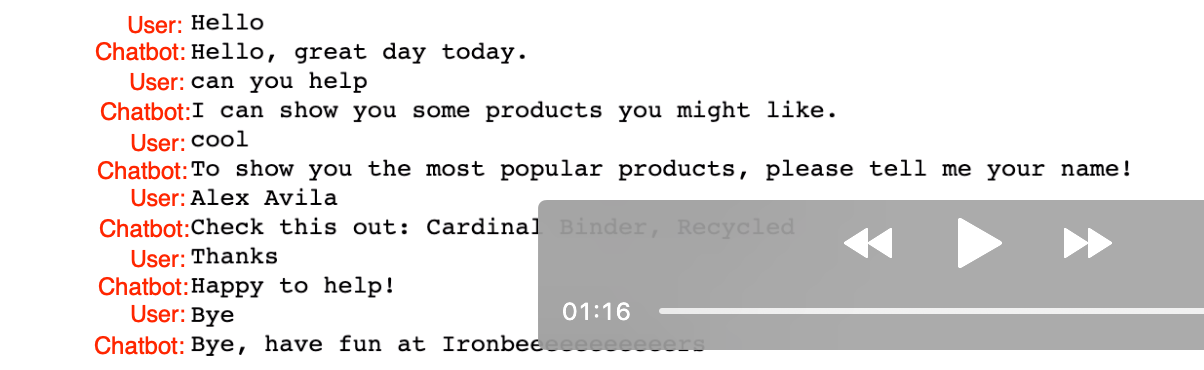 User: Hello
Chatbot: Hello, great day today.
User: can you help
Chatbot:I can show you some products you might like.
User: cool
Chatbot:To show you the most popular products, please tell me your name!
User: Alex Avila
Chatbot:Check this out: Cardinal Binder, Recycled
User: Thanks
Chatbot:Happy to help!
01:16
User: Bye
Chatbot: Bye, have fun at Ironbeeeeeeeeeeers